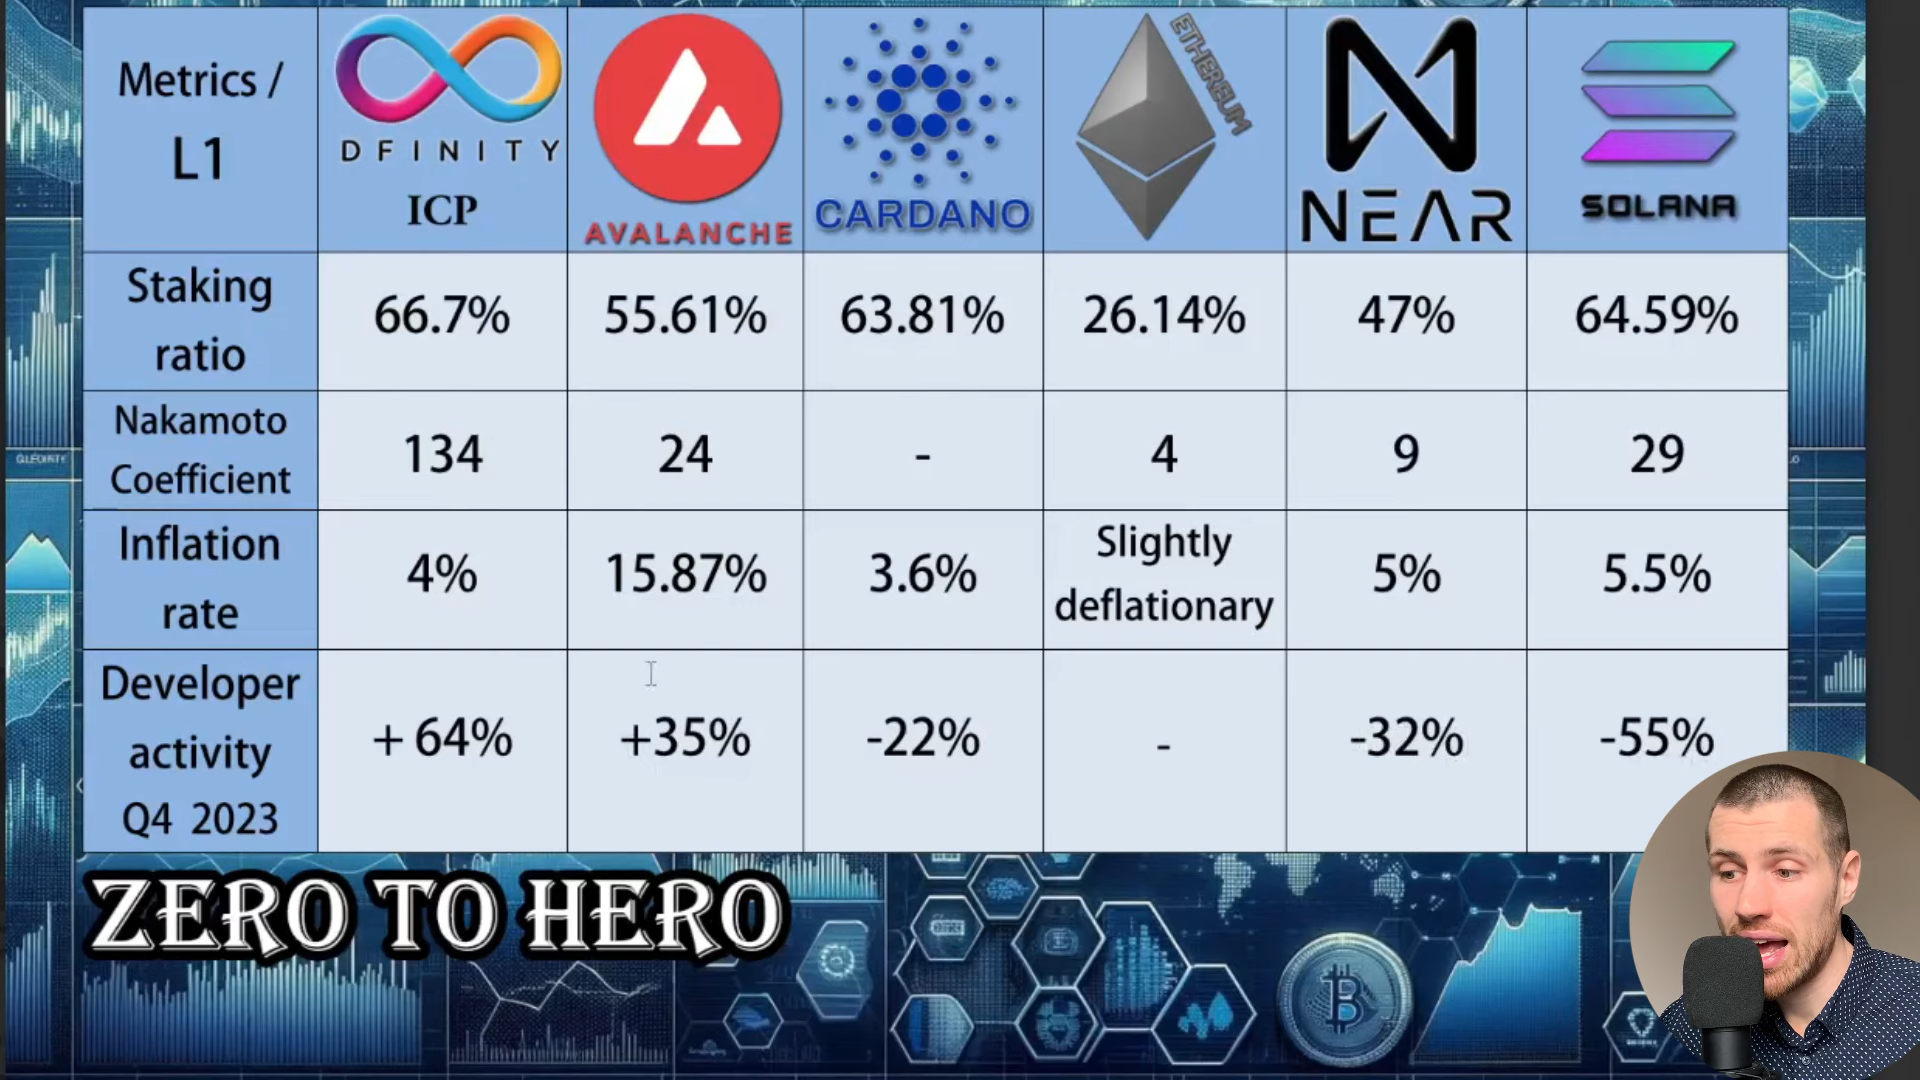 Metrics /
L1
DFINITY
ICP
AVALANCHE
CARDANO
ETHEREUM
NEAR
SOLANA
Staking
ratio
66.7%
55.61%
63.81%
26.14%
47%
64.59%
Nakamoto
Coefficient
134
24
-
4
9
29
Inflation
rate
4%
15.87%
3.6%
Slightly
deflationary
5%
5.5%
Developer
activity
Q4 2023
+ 64%
+35%
-22%
-
-32%
-55%
ZERO TO HERO